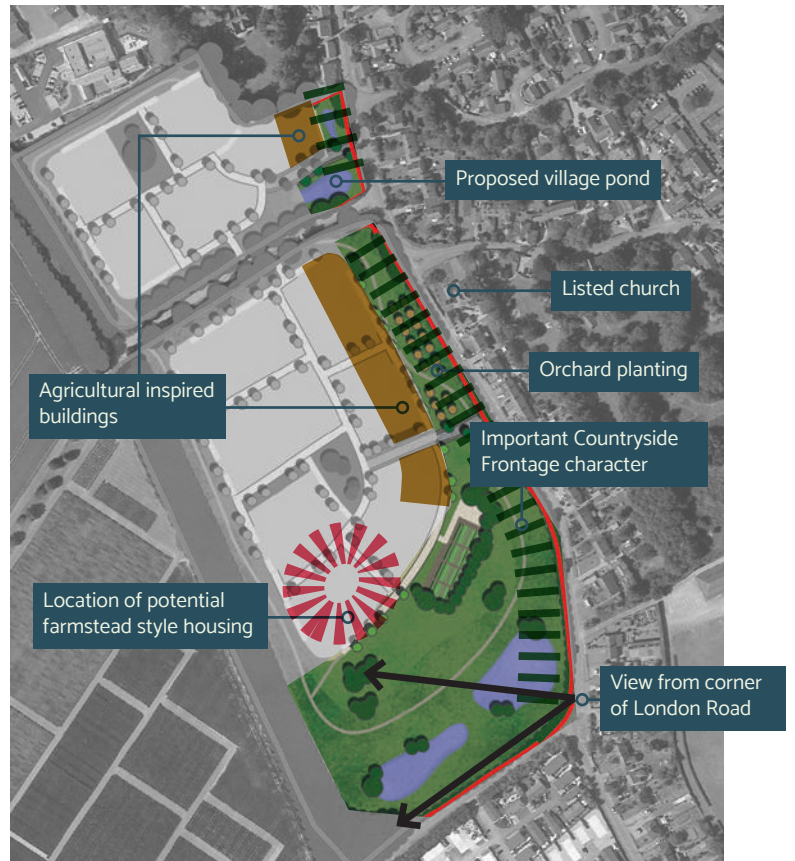 Proposed village pond
Listed church
Orchard planting
Agricultural inspired
buildings
Important Countryside
Frontage character
Location of potential
farmstead style housing
View from corner
of London Road